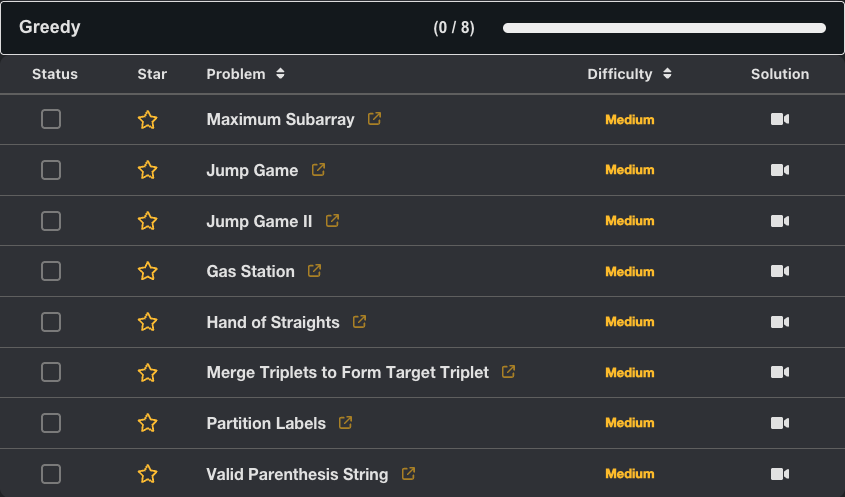 Greedy (0 / 8)
Status Star Problem Difficulty Solution
Maximum Subarray Medium
Jump Game Medium
Jump Game II Medium
Gas Station Medium
Hand of Straights Medium
Merge Triplets to Form Target Triplet Medium
Partition Labels Medium
Valid Parenthesis String Medium